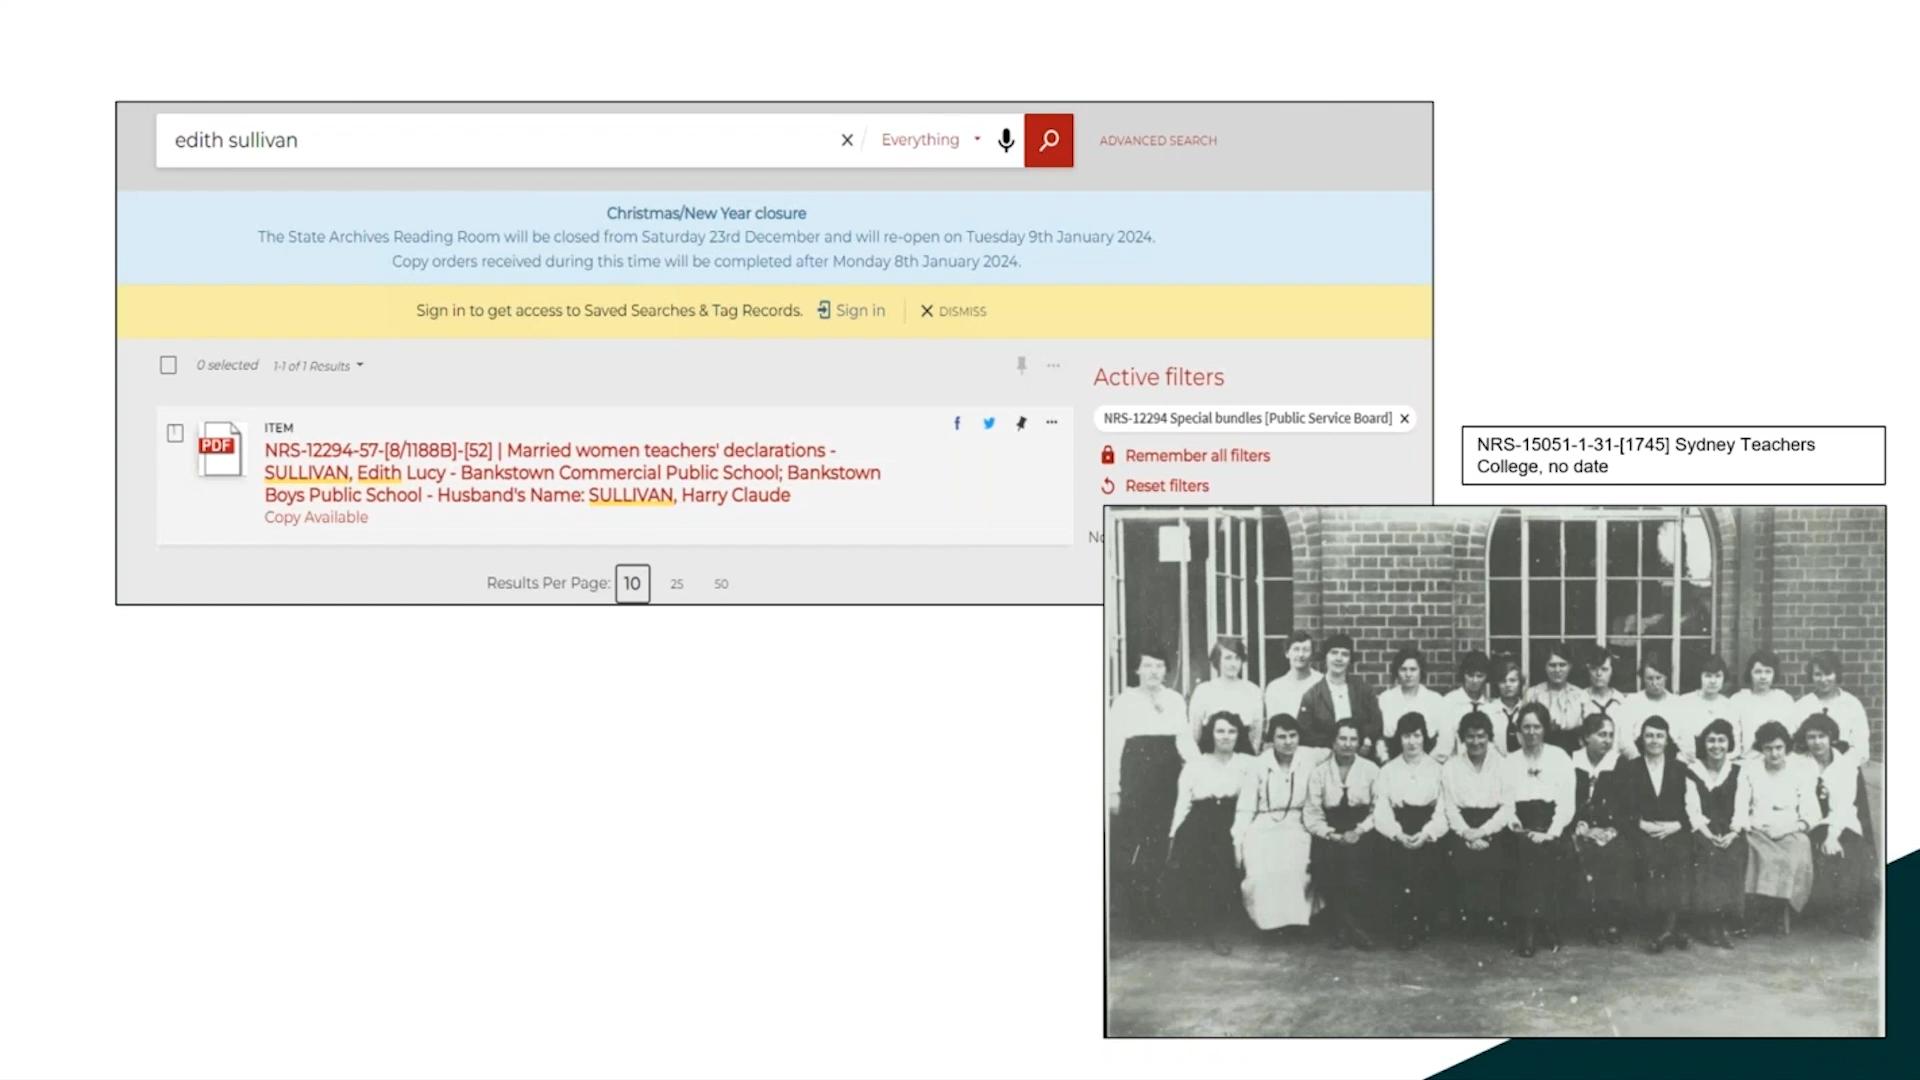 edith sullivan
Everything
ADVANCED SEARCH
Christmas/New Year closure
The State Archives Reading Room will be closed from Saturday 23rd December and will re-open on Tuesday 9th January 2024.
Copy orders received during this time will be completed after Monday 8th January 2024.
Sign in to get access to Saved Searches & Tag Records. Sign in DISMISS
0 selected 1-1 of 1 Results
Active filters
NRS-12294 Special bundles [Public Service Board]
Remember all filters
Reset filters
No
1
PDF
ITEM
NRS-12294-57-[8/1188B]-[52] | Married women teachers' declarations -
SULLIVAN, Edith Lucy - Bankstown Commercial Public School; Bankstown
Boys Public School - Husband's Name: SULLIVAN, Harry Claude
Copy Available
Results Per Page: 10 25 50
NRS-15051-1-31-[1745] Sydney Teachers
College, no date